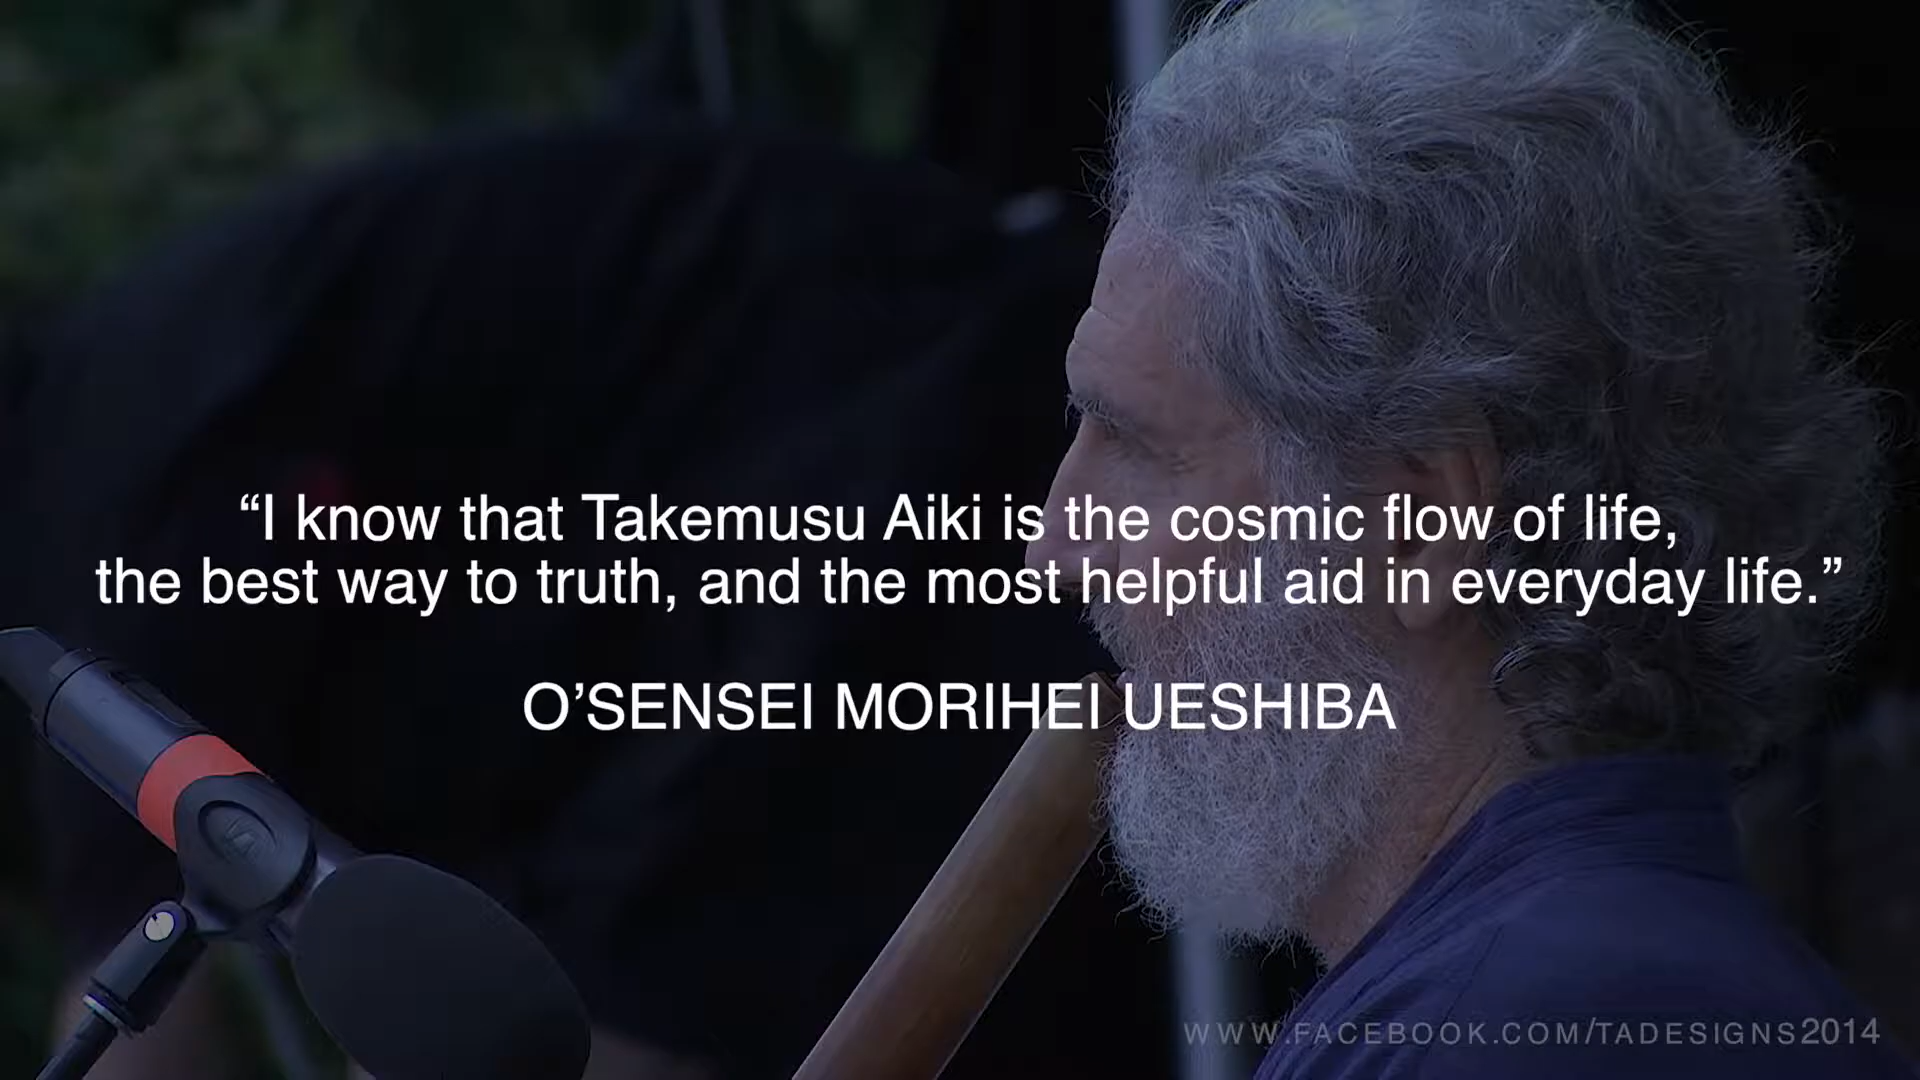 “I know that Takemusu Aiki is the cosmic flow of life,
the best way to truth, and the most helpful aid in everyday life.”
O’SENSEI MORIHEI UESHIBA
WWW.FACEBOOK.COM/TADESIGNS2014